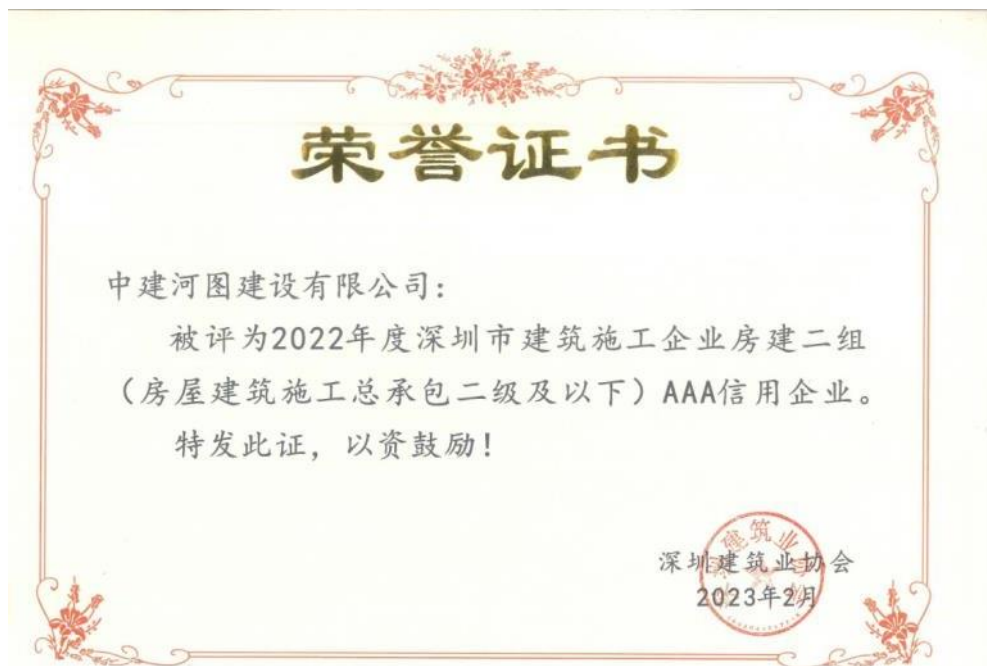 荣誉证书
中建河图建设有限公司：
被评为2022年度深圳市建筑施工企业房建二组
（房屋建筑施工总承包二级及以下）AAA信用企业。
特发此证，以资鼓励！
深圳建筑业协会
2023年2月